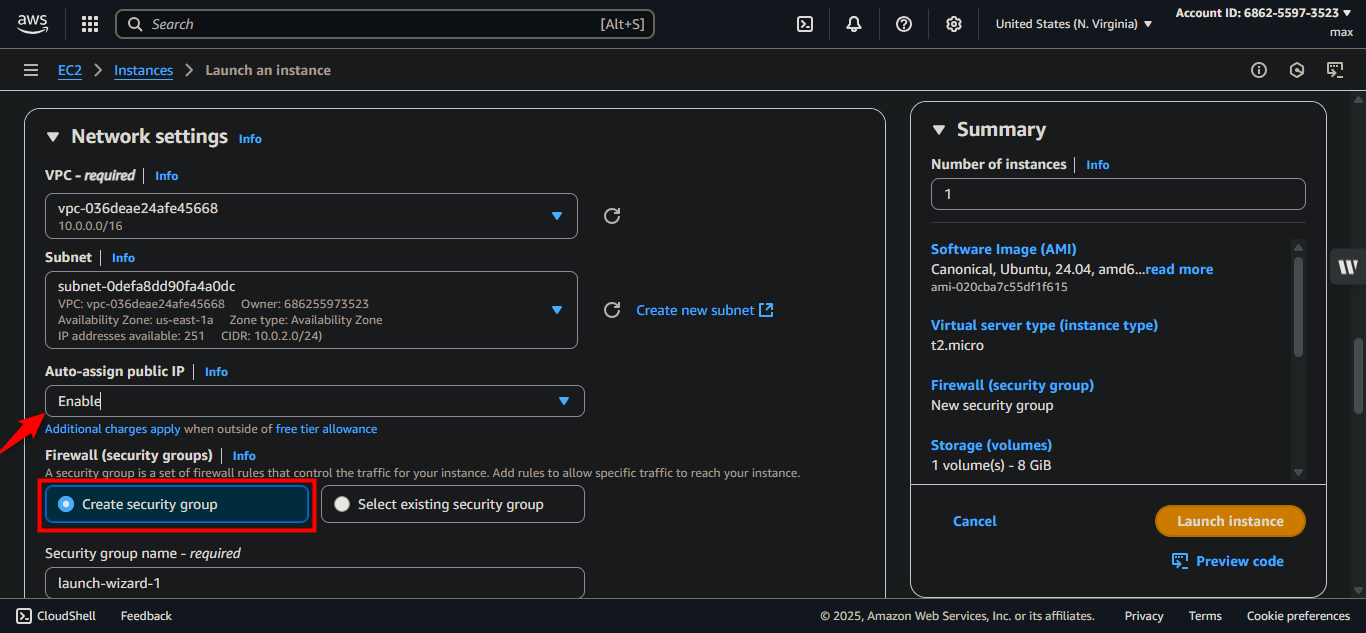 aws
Search [Alt+S]
United States (N. Virginia)
Account ID: 6862-5597-3523
max
EC2 Instances Launch an instance
Network settings Info
VPC – required Info
vpc-036deae24afe45668
10.0.0.0/16
Subnet Info
subnet-0defa8dd90fa4a0dc
VPC: vpc-036deae24afe45668 Owner: 686255973523
Availability Zone: us-east-1a Zone type: Availability Zone
IP addresses available: 251 CIDR: 10.0.2.0/24)
Create new subnet
Auto-assign public IP Info
Enable
Additional charges apply when outside of free tier allowance
Firewall (security groups) Info
A security group is a set of firewall rules that control the traffic for your instance. Add rules to allow specific traffic to reach your instance.
Create security group Select existing security group
Security group name - required
launch-wizard-1
Summary
Number of instances Info
1
Software Image (AMI)
Canonical, Ubuntu, 24.04, amd6...read more
ami-020cba7c55df1f615
Virtual server type (instance type)
t2.micro
Firewall (security group)
New security group
Storage (volumes)
1 volume(s) - 8 GiB
Cancel Launch instance
Preview code
W
CloudShell Feedback © 2025, Amazon Web Services, Inc. or its affiliates. Privacy Terms Cookie preferences